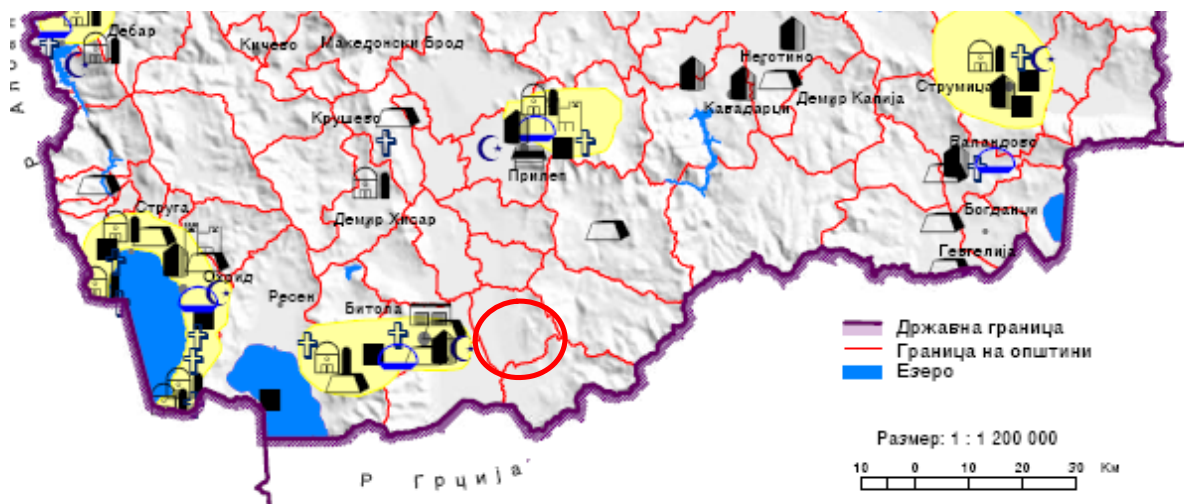 Дебар
Кичево
Македонски Брод
Неготино
Кавадарци
Демир Капија
Струмица
Крушево
Прилеп
Валандово
Демир Хисар
Струга
Богданци
Гевгелија
Охрид
Ресен
Битола
Државна граница
Граница на општини
Езеро
Размер: 1 : 1 200 000
10 0 10 20 30 Км
Р Грција